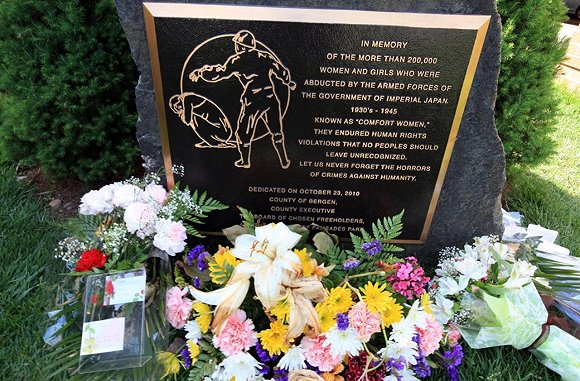 IN MEMORY
OF THE MORE THAN 200,000
WOMEN AND GIRLS WHO WERE
ABDUCTED BY THE ARMED FORCES OF
THE GOVERNMENT OF IMPERIAL JAPAN.
1930's - 1945
KNOWN AS "COMFORT WOMEN,"
THEY ENDURED HUMAN RIGHTS
VIOLATIONS THAT NO PEOPLES SHOULD
LEAVE UNRECOGNIZED.
LET US NEVER FORGET THE HORRORS
OF CRIMES AGAINST HUMANITY.
DEDICATED ON OCTOBER 23, 2010
COUNTY OF BERGEN,
COUNTY EXECUTIVE
BOARD OF CHOSEN FREEHOLDERS,
PALISADES PARK